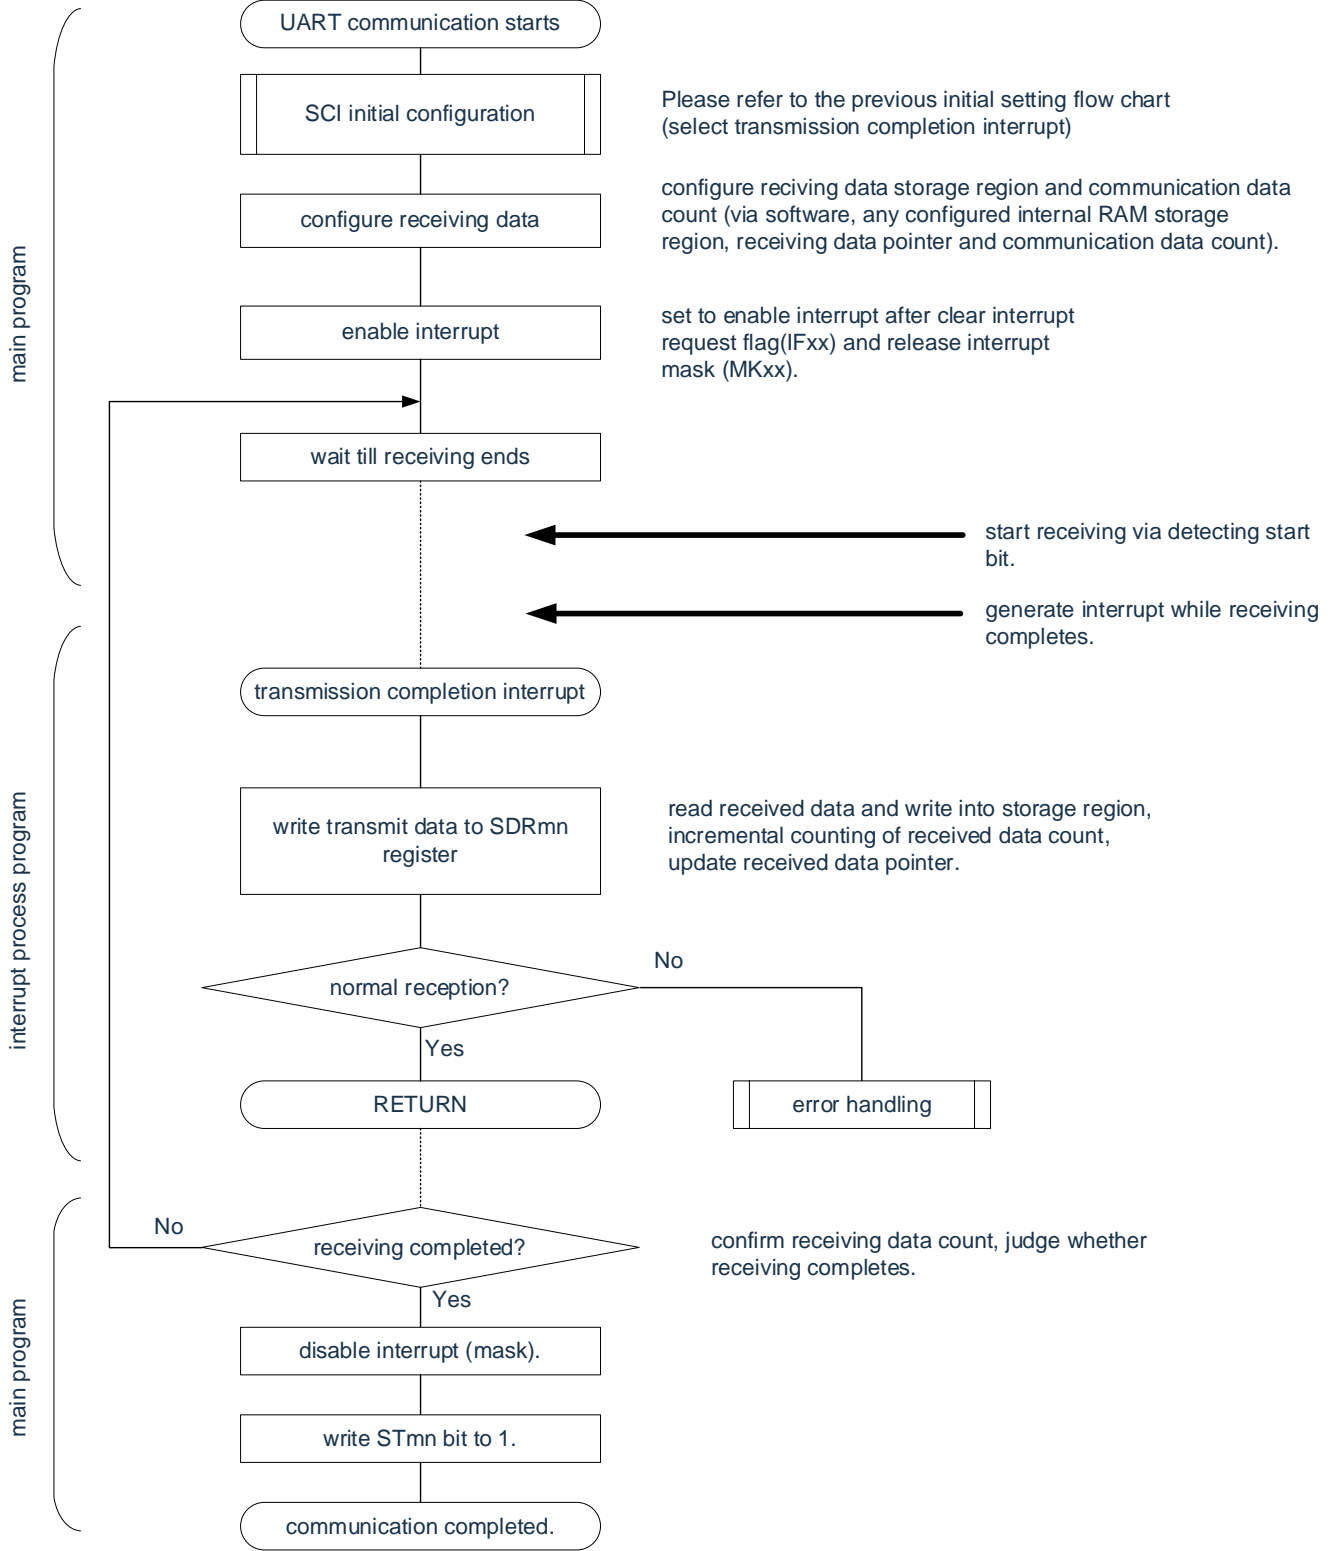 UART communication starts
SCI initial configuration
Please refer to the previous initial setting flow chart
(select transmission completion interrupt)
configure receiving data
configure reciving data storage region and communication data
count (via software, any configured internal RAM storage
region, receiving data pointer and communication data count).
main program
enable interrupt
set to enable interrupt after clear interrupt
request flag(IFxx) and release interrupt
mask (MKxx).
wait till receiving ends
start receiving via detecting start
bit.
generate interrupt while receiving
completes.
transmission completion interrupt
interrupt process program
write transmit data to SDRmn
register
read received data and write into storage region,
incremental counting of received data count,
update received data pointer.
normal reception?
No
Yes
RETURN
error handling
No
receiving completed?
confirm receiving data count, judge whether
receiving completes.
Yes
main program
disable interrupt (mask).
write STmn bit to 1.
communication completed.